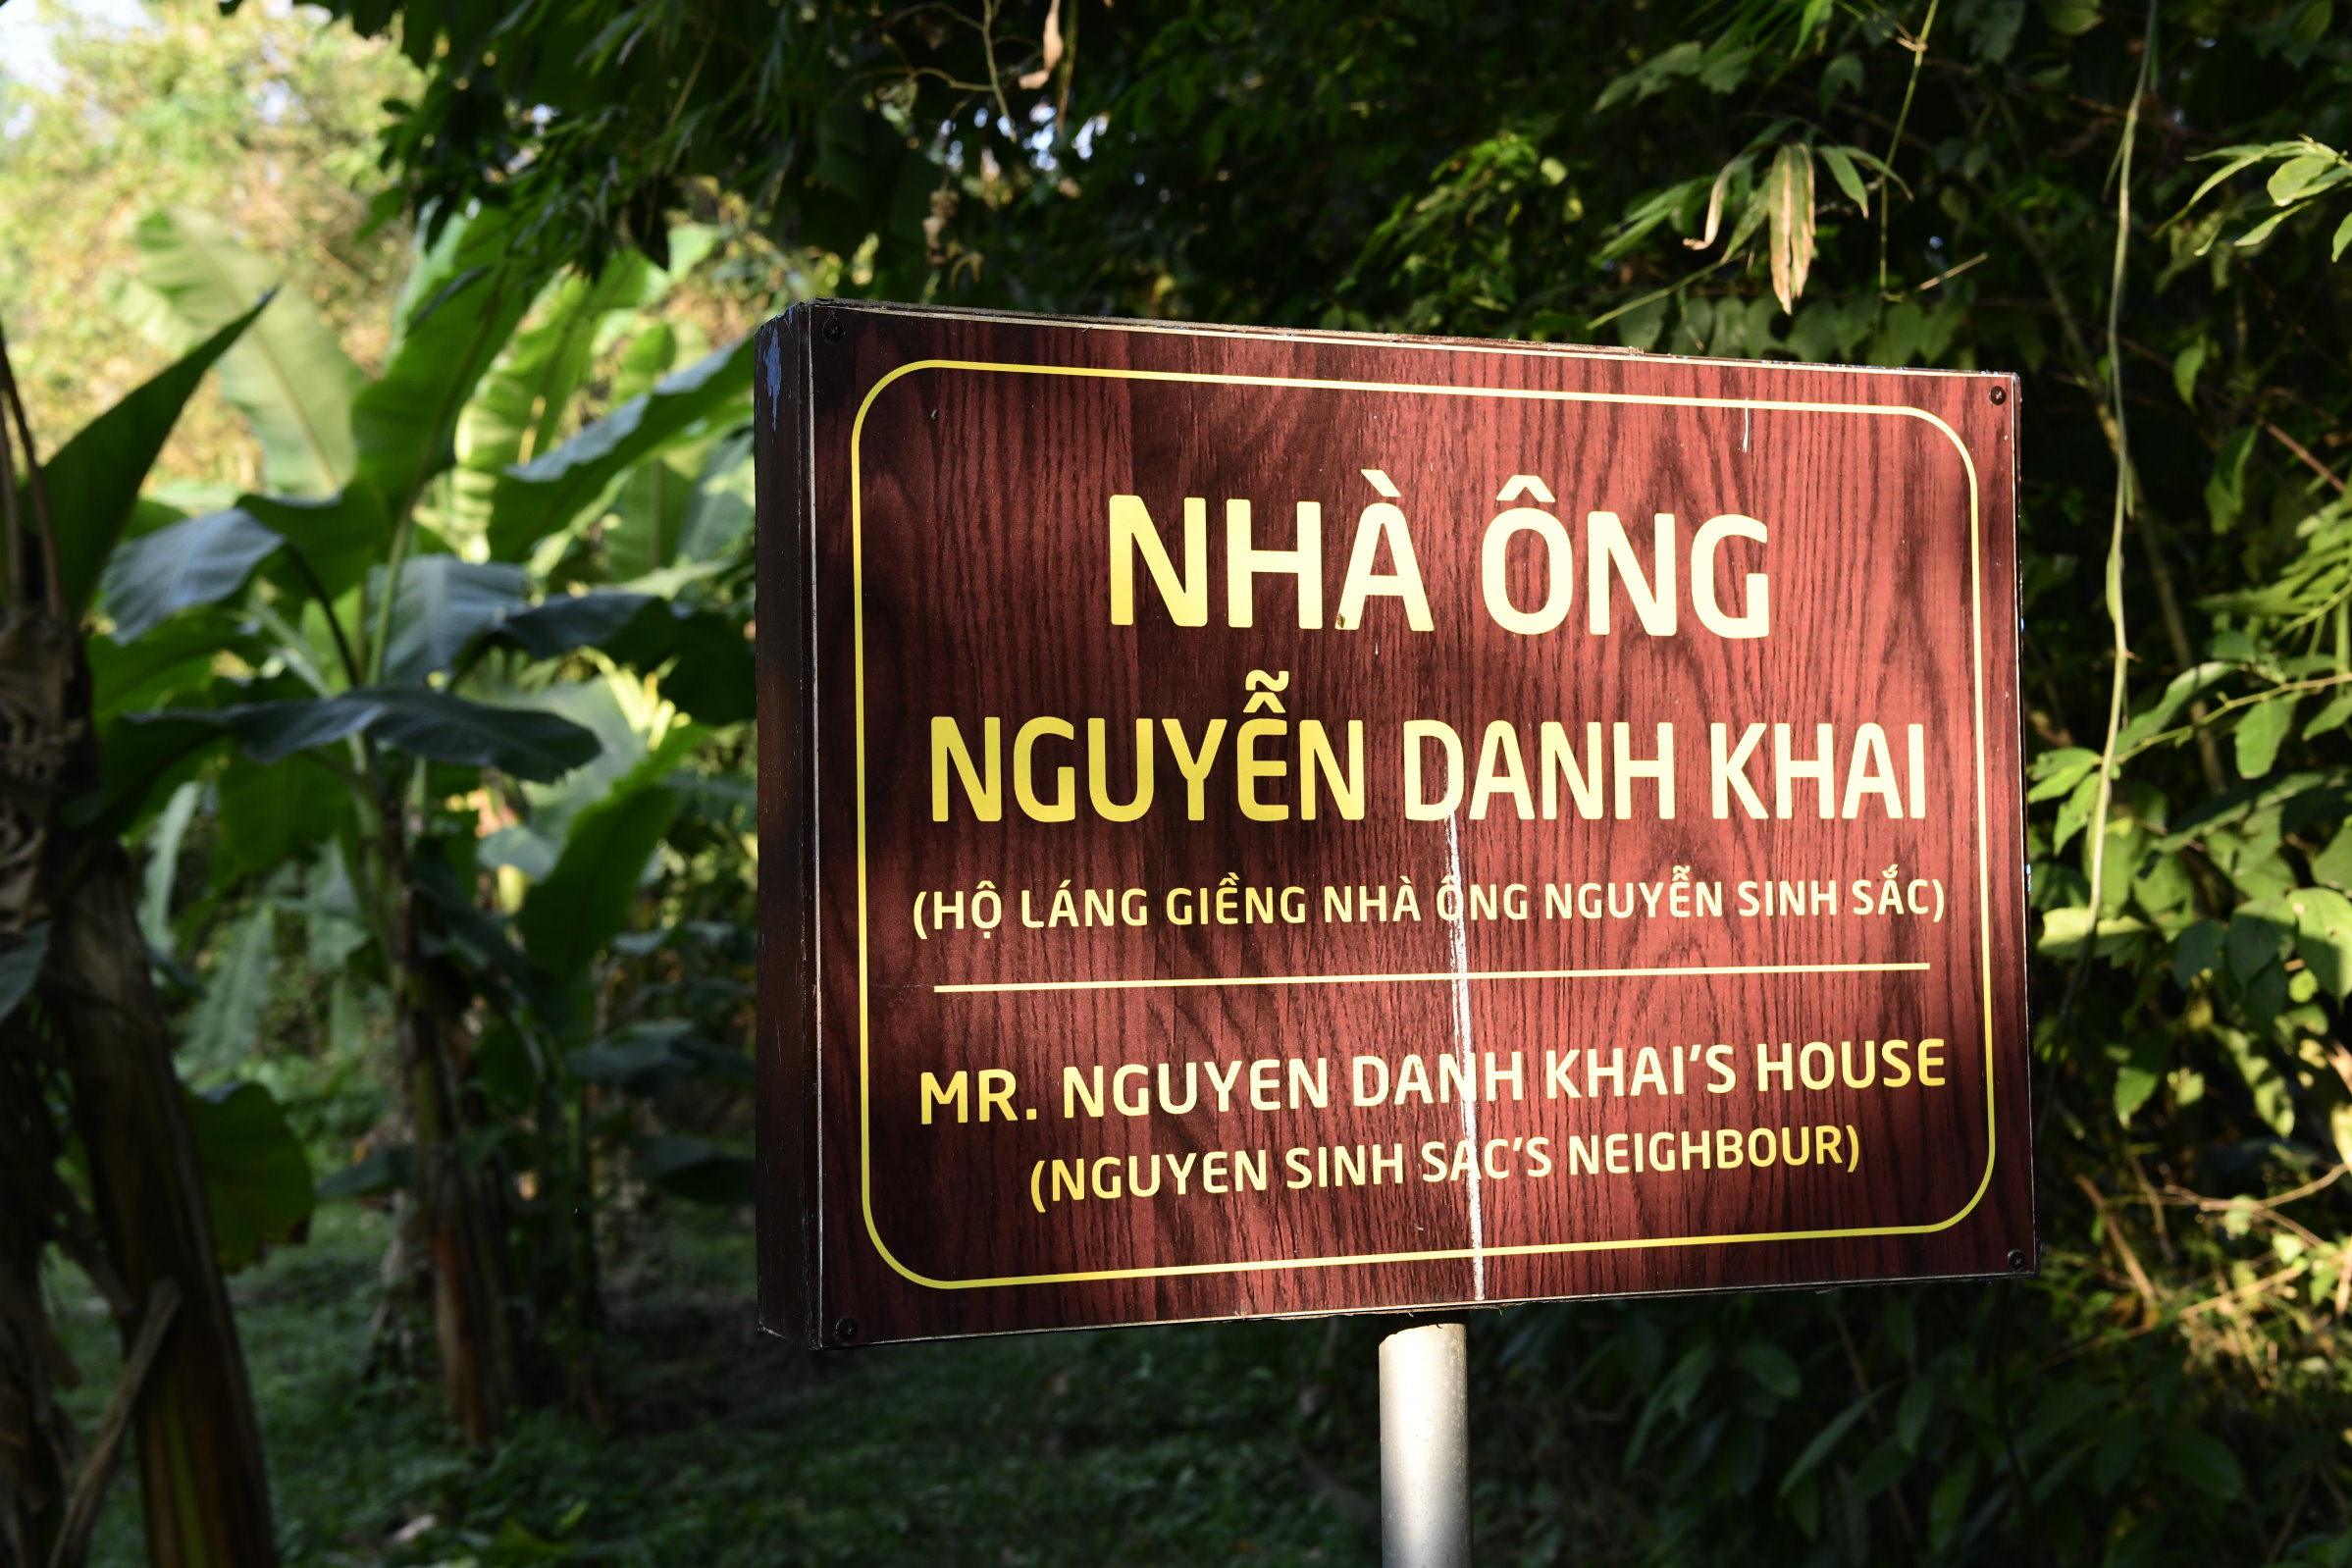 NHÀ ÔNG
NGUYỄN DANH KHAI
(HỘ LÁNG GIỀNG NHÀ ÔNG NGUYỄN SINH SẮC)
MR. NGUYEN DANH KHAI'S HOUSE
(NGUYEN SINH SAC'S NEIGHBOUR)